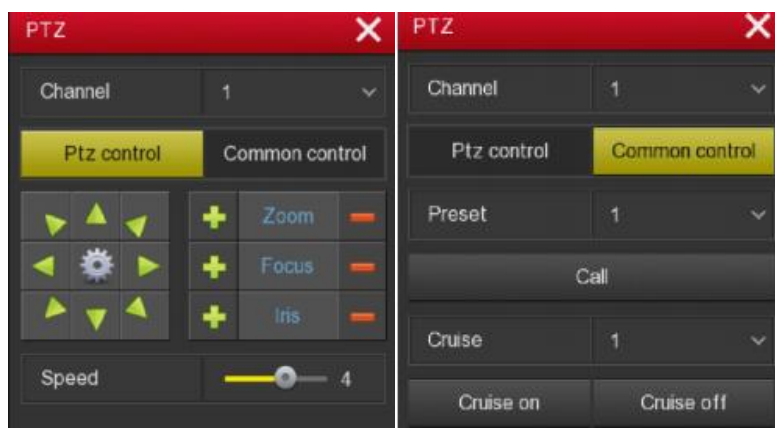 PTZ
Channel 1
Ptz control Common control
Zoom
Focus
Iris
Speed 4
PTZ
Channel 1
Ptz control Common control
Preset 1
Call
Cruise 1
Cruise on Cruise off